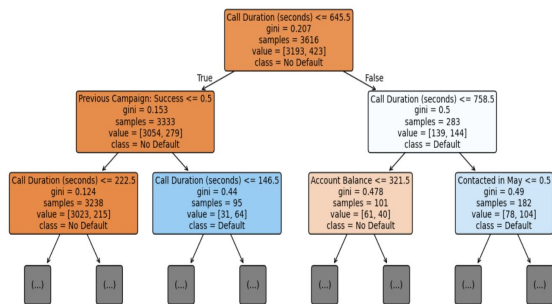 Call Duration (seconds) <= 645.5
gini = 0.207
samples = 3616
value = [3193, 423]
class = No Default
True
False
Previous Campaign: Success <= 0.5
gini = 0.153
samples = 3333
value = [3054, 279]
class = No Default
Call Duration (seconds) <= 758.5
gini = 0.5
samples = 283
value = [139, 144]
class = Default
Call Duration (seconds) <= 222.5
gini = 0.124
samples = 3238
value = [3023, 215]
class = No Default
Call Duration (seconds) <= 146.5
gini = 0.44
samples = 95
value = [31, 64]
class = Default
Account Balance <= 321.5
gini = 0.478
samples = 101
value = [61, 40]
class = No Default
Contacted in May <= 0.5
gini = 0.49
samples = 182
value = [78, 104]
class = Default
(...)
(...)
(...)
(...)
(...)
(...)
(...)
(...)